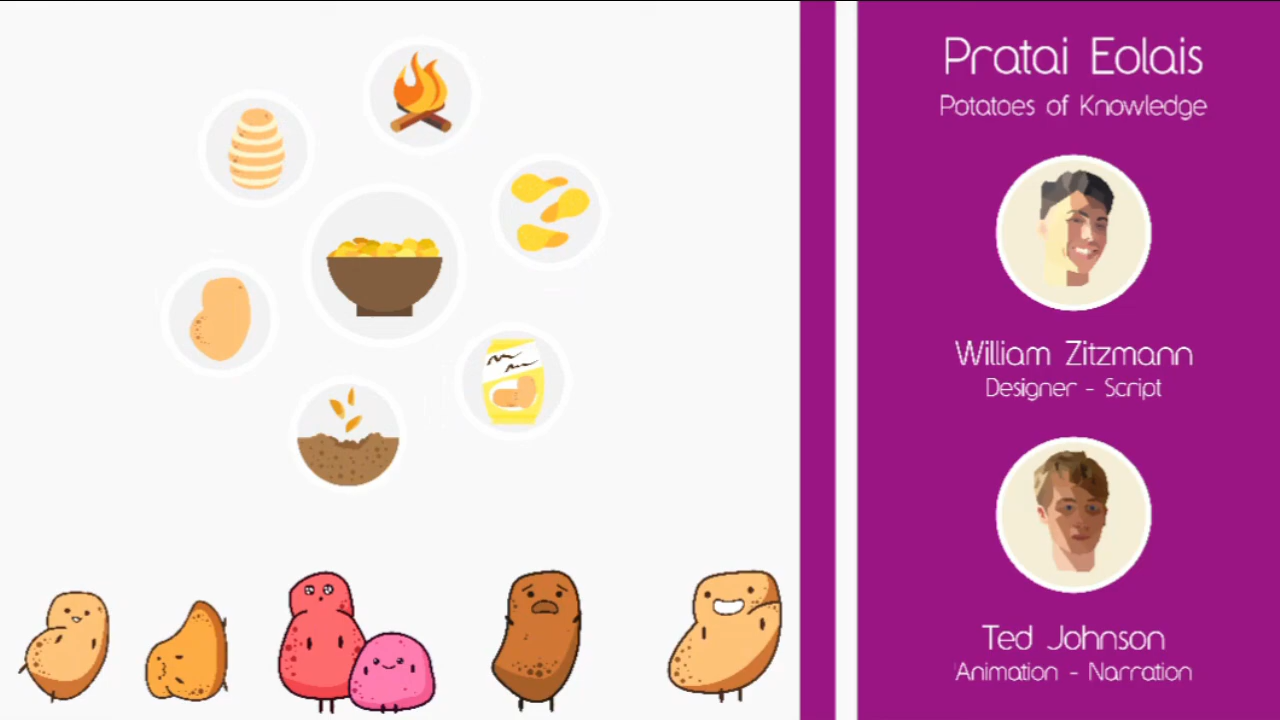 Pratai Eolais
Potatoes of Knowledge
William Zitzmann
Designer - Script
Ted Johnson
Animation - Narration